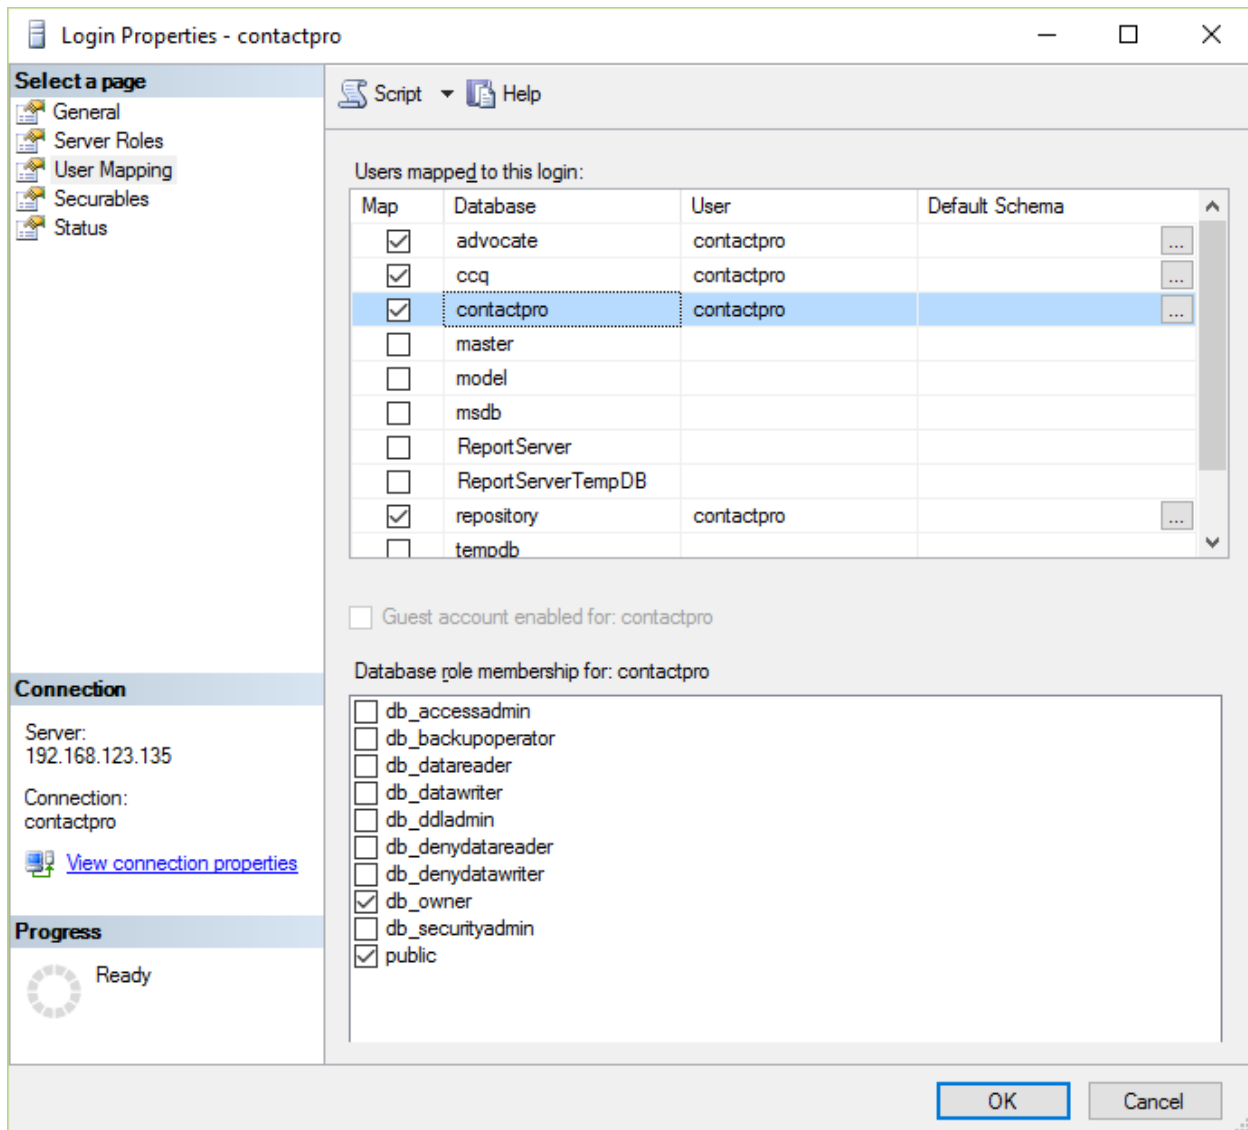 Login Properties - contactpro
Select a page
General
Server Roles
User Mapping
Securables
Status
Script Help
Users mapped to this login:
Map Database User Default Schema
advocate contactpro ...
ccq contactpro ...
contactpro contactpro ...
master
model
msdb
ReportServer
ReportServerTempDB
repository contactpro ...
tempdb
Guest account enabled for: contactpro
Database role membership for: contactpro
db_accessadmin
db_backupoperator
db_datareader
db_datawriter
db_ddladmin
db_denydatareader
db_denydatawriter
db_owner
db_securityadmin
public
Connection
Server:
192.168.123.135
Connection:
contactpro
View connection properties
Progress
Ready
OK Cancel